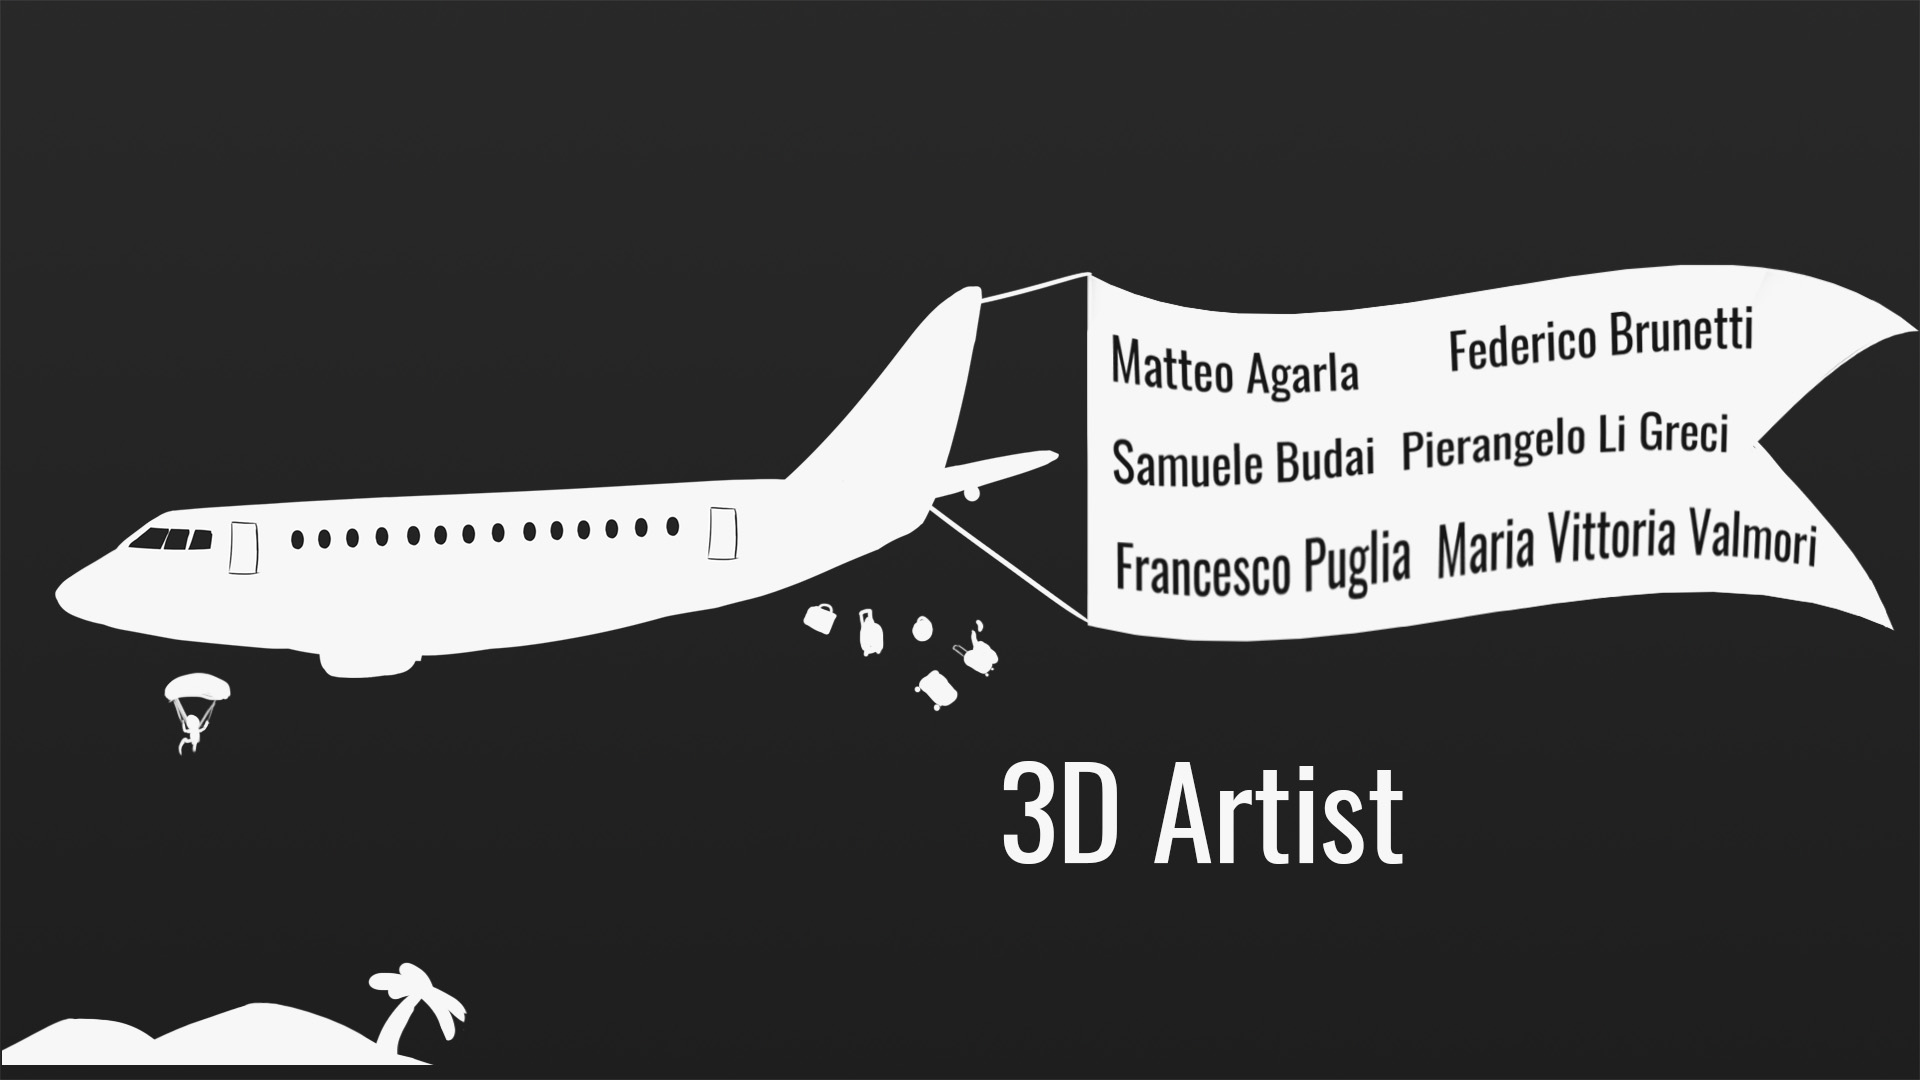 Matteo Agarla Federico Brunetti
Samuele Budai Pierangelo Li Greci
Francesco Puglia Maria Vittoria Valmori
3D Artist